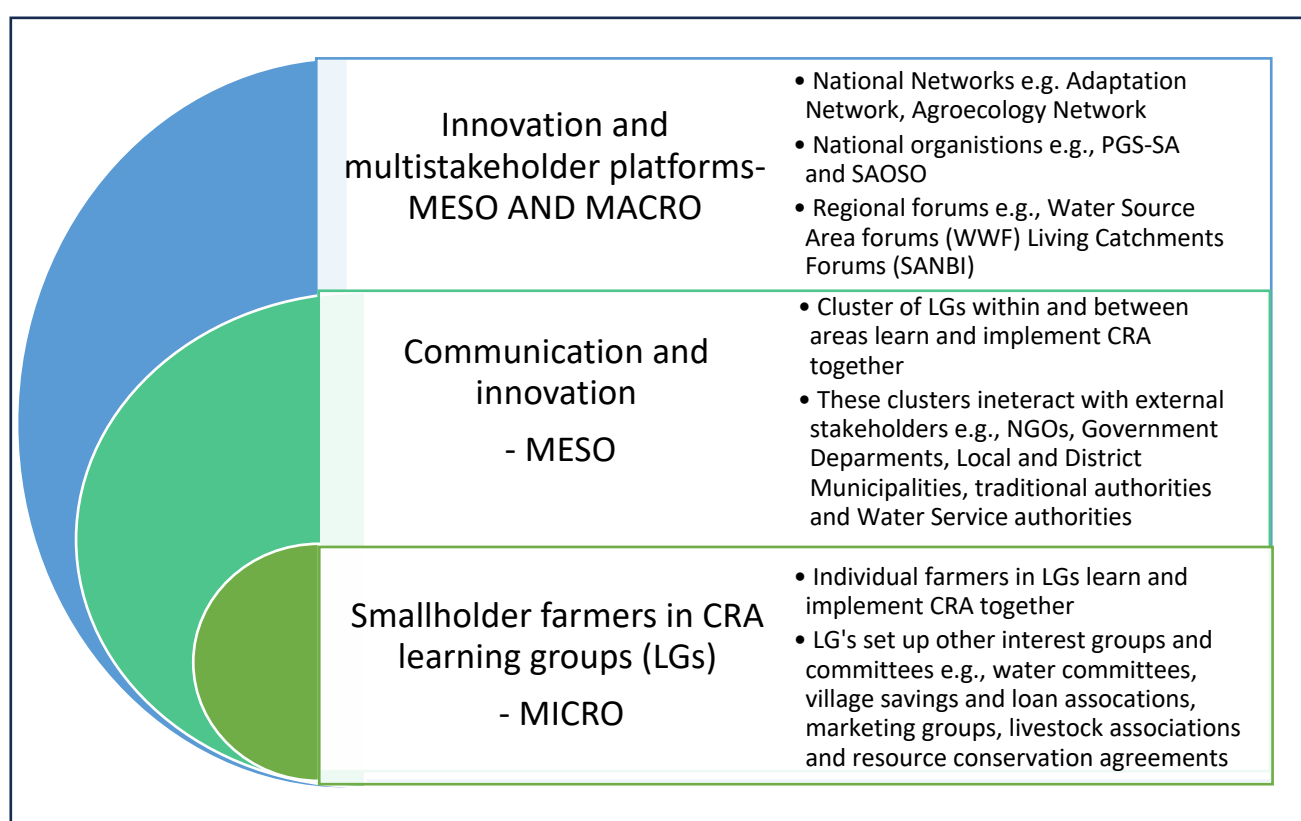 Innovation and
multistakeholder platforms-
MESO AND MACRO
• National Networks e.g. Adaptation
Network, Agroecology Network
• National organistions e.g., PGS-SA
and SAOSO
• Regional forums e.g., Water Source
Area forums (WWF) Living Catchments
Forums (SANBI)
Communication and
innovation
- MESO
• Cluster of LGs within and between
areas learn and implement CRA
together
• These clusters ineteract with external
stakeholders e.g., NGOs, Government
Deparments, Local and District
Municipalities, traditional authorities
and Water Service authorities
Smallholder farmers in CRA
learning groups (LGs)
- MICRO
• Individual farmers in LGs learn and
implement CRA together
• LG's set up other interest groups and
committees e.g., water committees,
village savings and loan assocations,
marketing groups, livestock associations
and resource conservation agreements